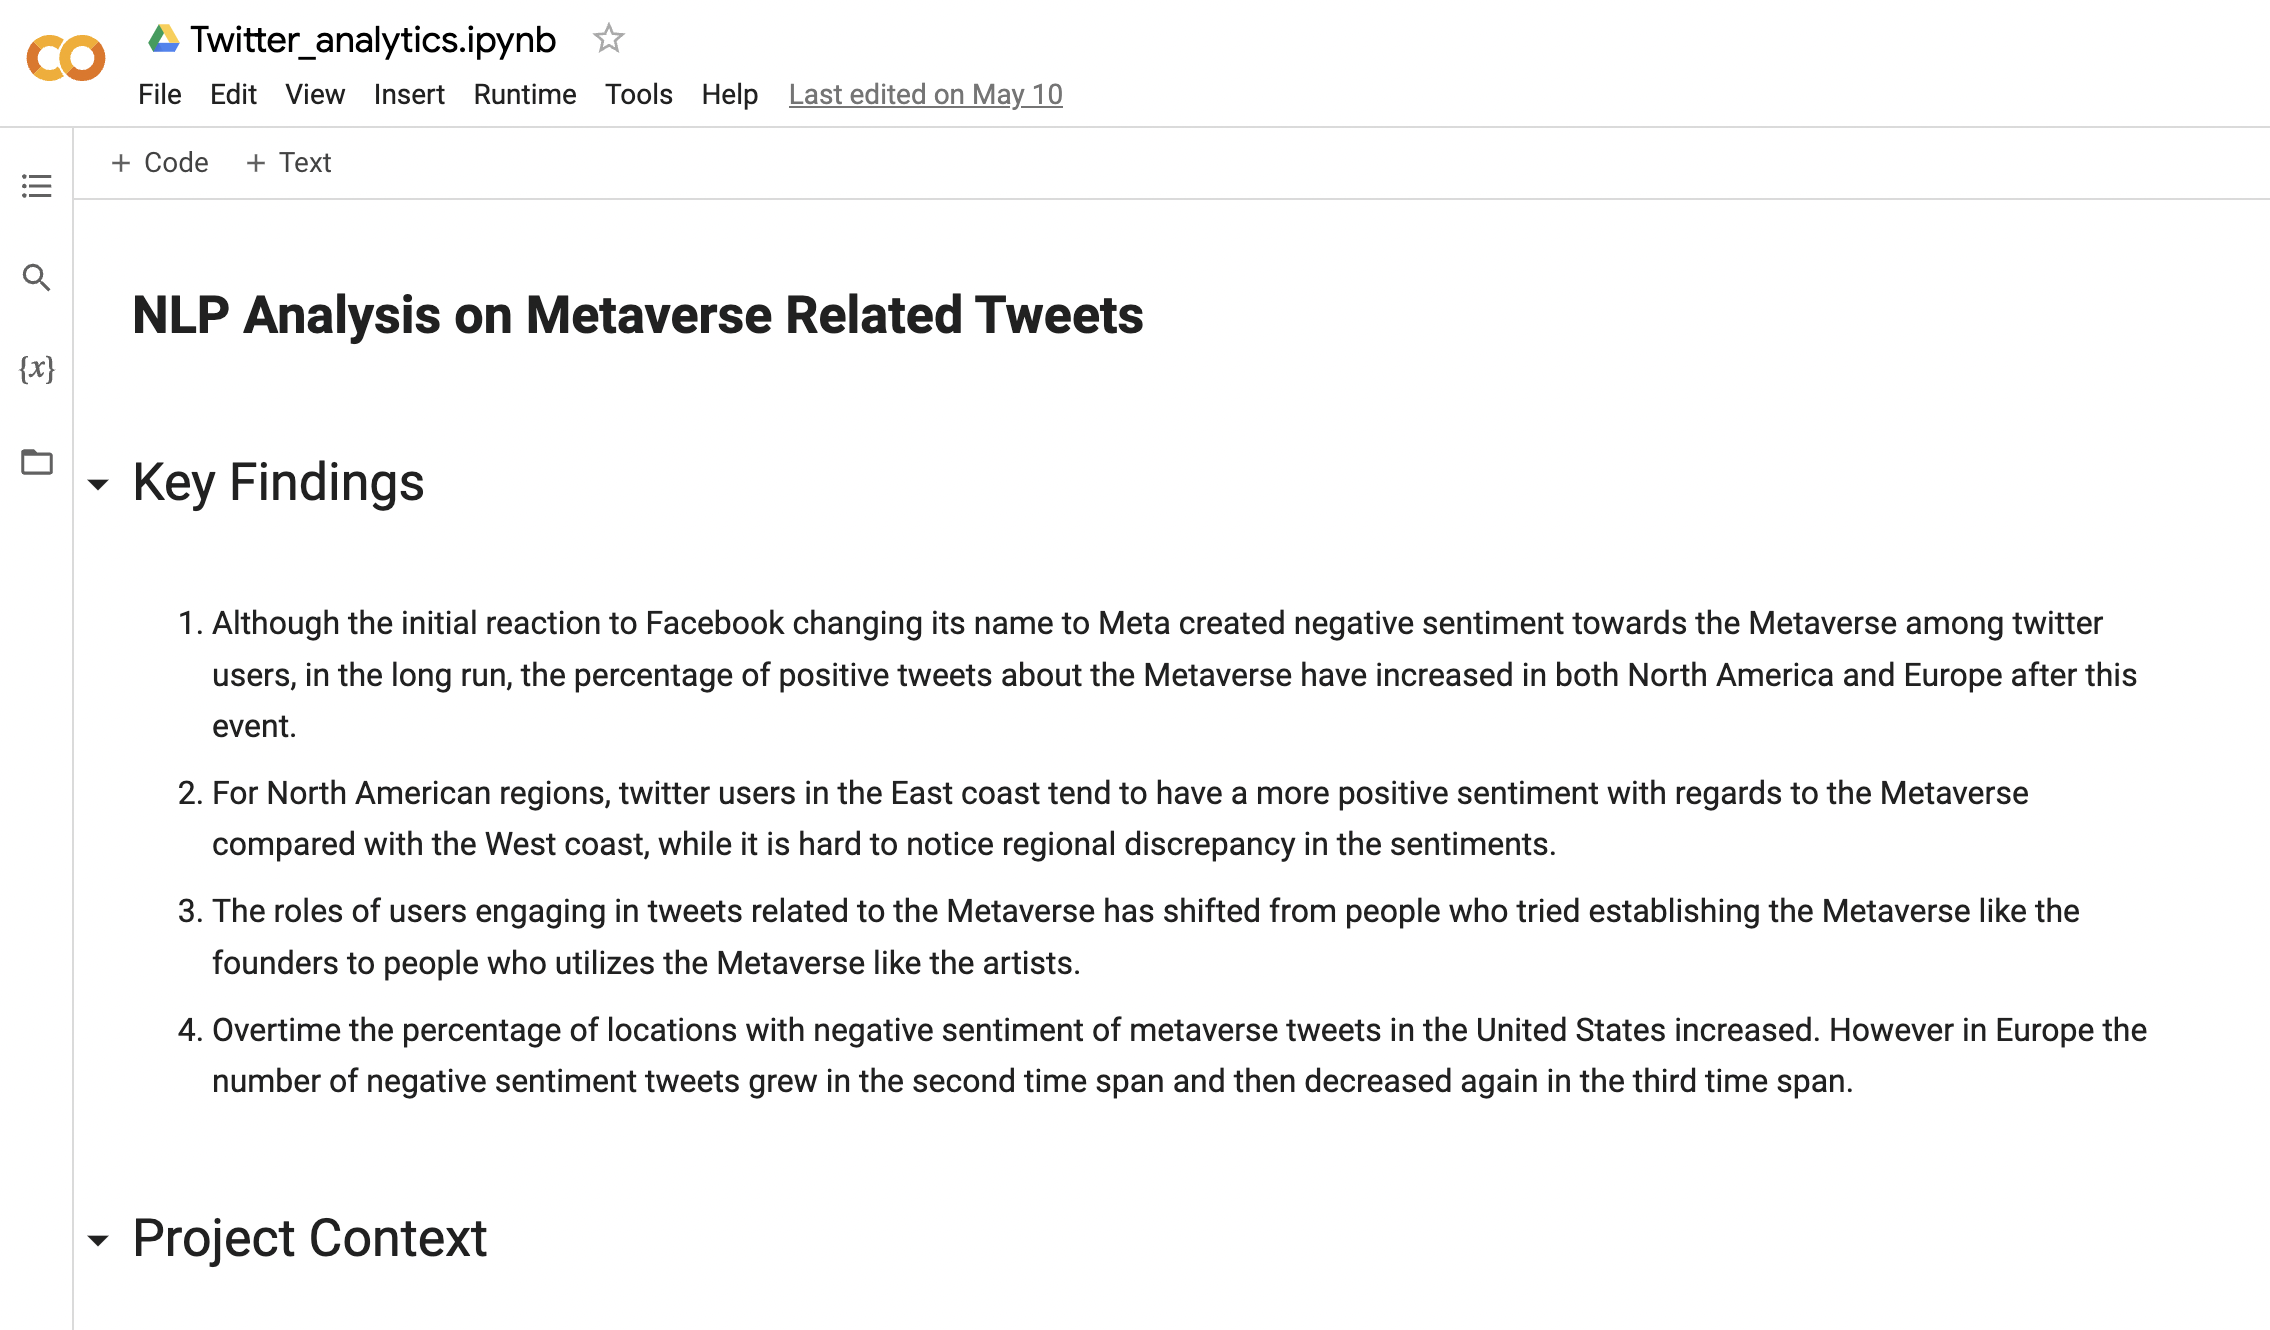 Twitter_analytics.ipynb
File Edit View Insert Runtime Tools Help Last edited on May 10
+ Code + Text
{x}
NLP Analysis on Metaverse Related Tweets
Key Findings
1. Although the initial reaction to Facebook changing its name to Meta created negative sentiment towards the Metaverse among twitter
users, in the long run, the percentage of positive tweets about the Metaverse have increased in both North America and Europe after this
event.
2. For North American regions, twitter users in the East coast tend to have a more positive sentiment with regards to the Metaverse
compared with the West coast, while it is hard to notice regional discrepancy in the sentiments.
3. The roles of users engaging in tweets related to the Metaverse has shifted from people who tried establishing the Metaverse like the
founders to people who utilizes the Metaverse like the artists.
4. Overtime the percentage of locations with negative sentiment of metaverse tweets in the United States increased. However in Europe the
number of negative sentiment tweets grew in the second time span and then decreased again in the third time span.
Project Context